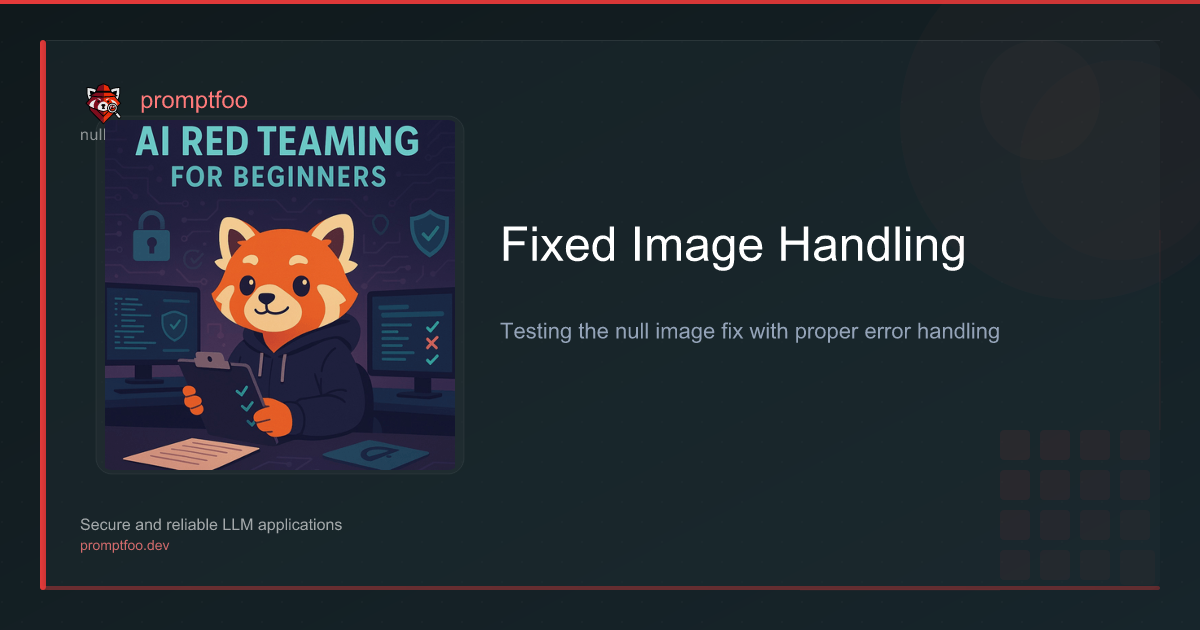 promptfoo
null
AI RED TEAMING
FOR BEGINNERS
Fixed Image Handling
Testing the null image fix with proper error handling
Secure and reliable LLM applications
promptfoo.dev